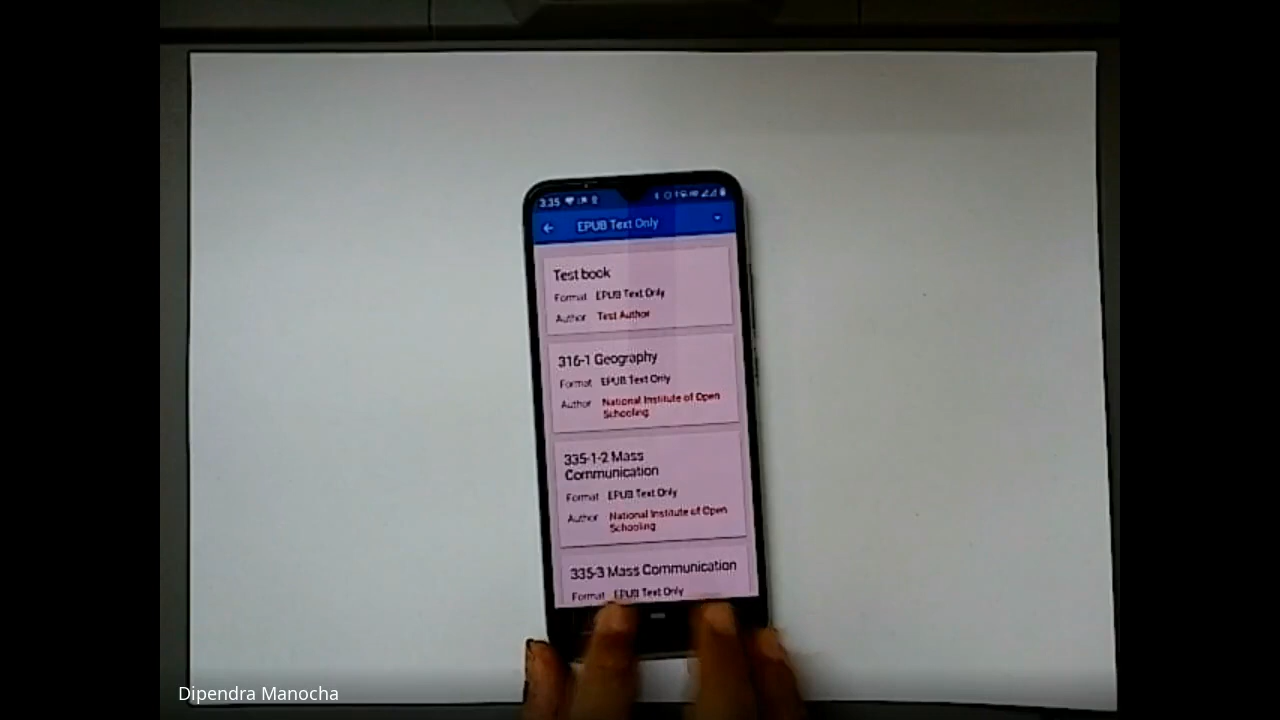 3.35
EPUB Text Only
Test book
Format EPUB Text Only
Author Test Author
316-1 Geography
Format EPUB Text Only
Author National Institute of Open
Schooling
335-1-2 Mass
Communication
Format EPUB Text Only
Author National Institute of Open
Schooling
335-3 Mass Communication
Format EPUB Text Only
Dipendra Manocha